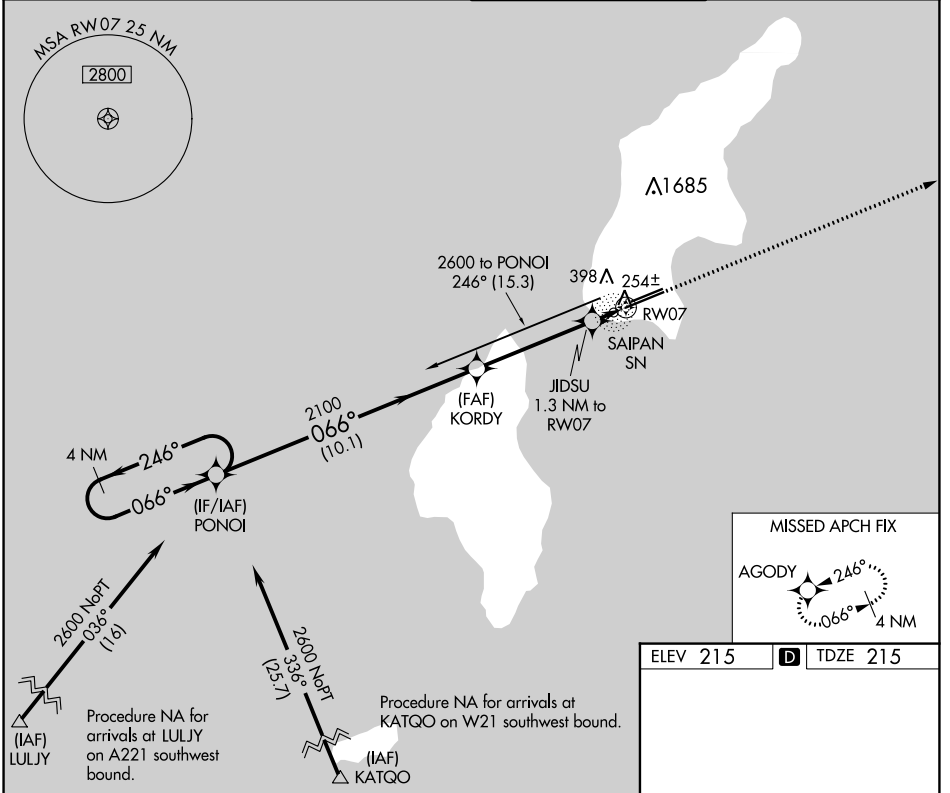 MSA RW07 25 NM
2800
1685
2600 to PONOI
246° (15.3)
398
254±
RW07
SAIPAN
SN
JIDSU
1.3 NM to
RW07
(FAF)
KORDY
2100
066°
(10.1)
4 NM
246°
066°
(IF/IAF)
PONOI
MISSED APCH FIX
AGODY
246°
066°
4 NM
2600 NoPT
036°
(16)
2600 NoPT
336°
(25.7)
ELEV 215
D
TDZE 215
(IAF)
LULJY
Procedure NA for
arrivals at LULJY
on A221 southwest
bound.
Procedure NA for arrivals at
KATQO on W21 southwest bound.
(IAF)
KATQO